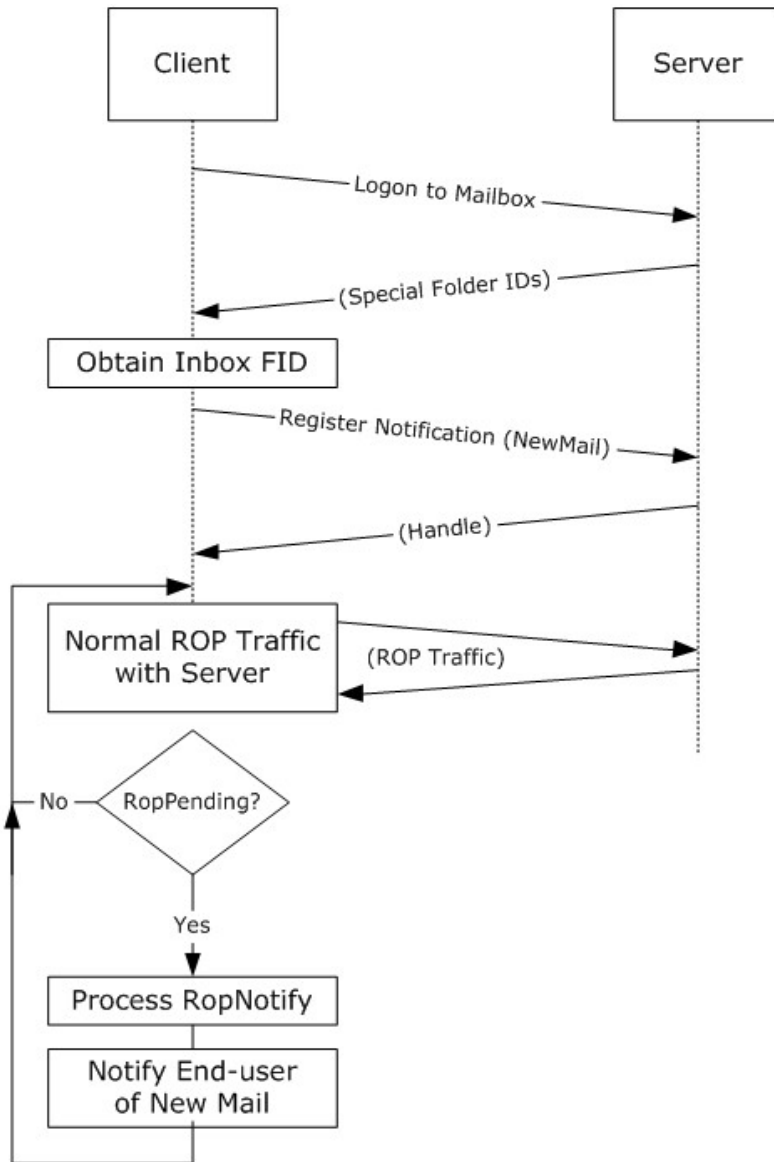 Client
Server
Logon to Mailbox
(Special Folder IDs)
Obtain Inbox FID
Register Notification (NewMail)
(Handle)
Normal ROP Traffic
with Server
(ROP Traffic)
No
RopPending?
Yes
Process RopNotify
Notify End-user
of New Mail